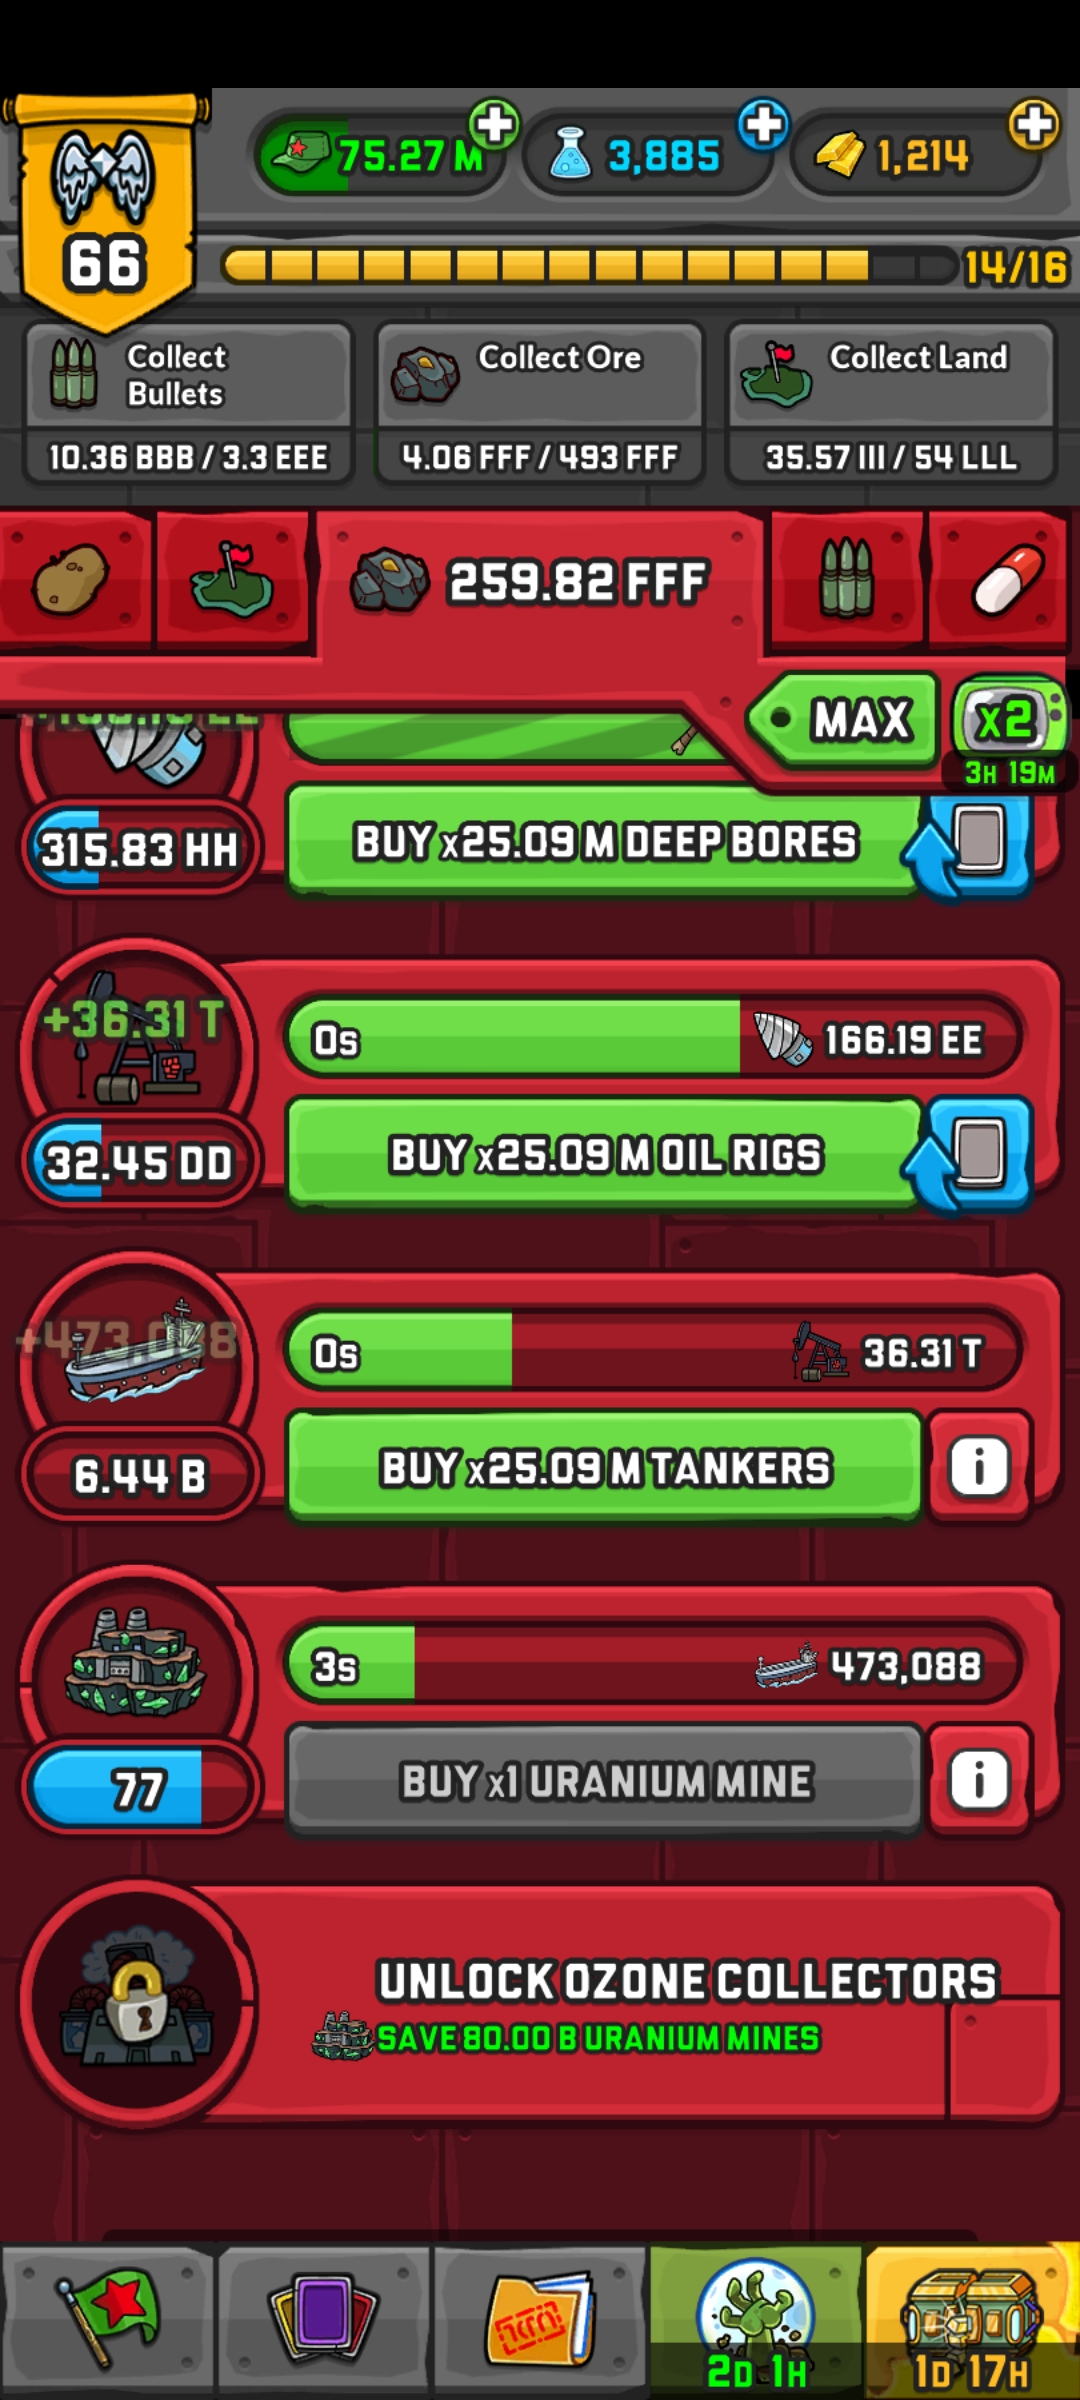 75.27 M
3,885
1,214
66
14/16
Collect Bullets
10.36 BBB / 3.3 EEE
Collect Ore
4.06 FFF / 493 FFF
Collect Land
35.57 III / 54 LLL
259.82 FFF
MAX
x2
3H 19M
315.83 HH
BUY x25.09 M DEEP BORES
+36.31 T
0s
166.19 EE
32.45 DD
BUY x25.09 M OIL RIGS
+473,088
0s
36.31 T
6.44 B
BUY x25.09 M TANKERS
i
3s
473,088
77
BUY x1 URANIUM MINE
i
UNLOCK OZONE COLLECTORS
SAVE 80.00 B URANIUM MINES
2D 1H
1D 17H